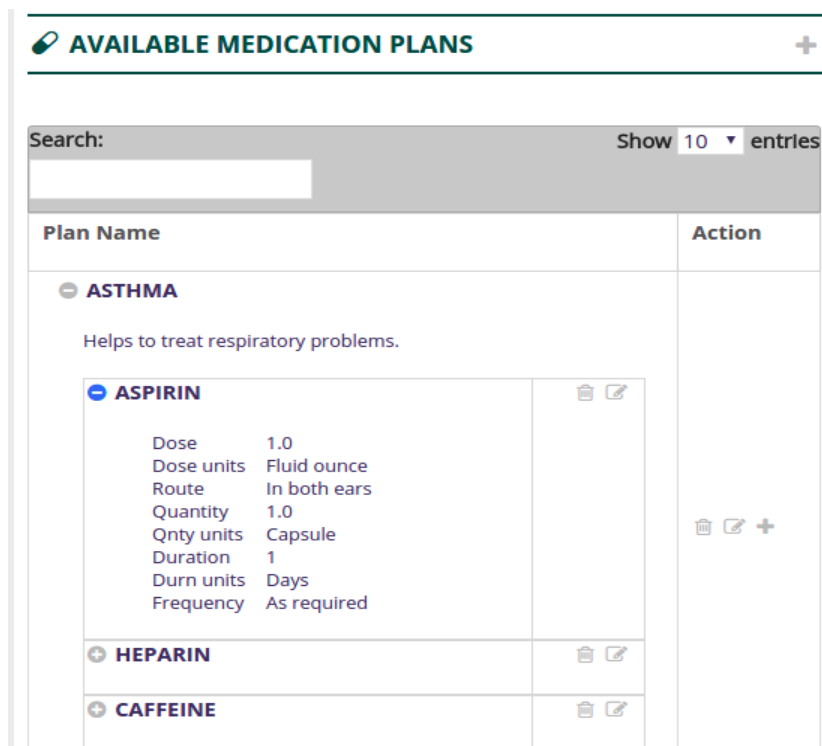 AVAILABLE MEDICATION PLANS
Search:
Show 10 entries
Plan Name Action
ASTHMA
Helps to treat respiratory problems.
ASPIRIN
Dose 1.0
Dose units Fluid ounce
Route In both ears
Quantity 1.0
Qnty units Capsule
Duration 1
Durn units Days
Frequency As required
HEPARIN
CAFFEINE